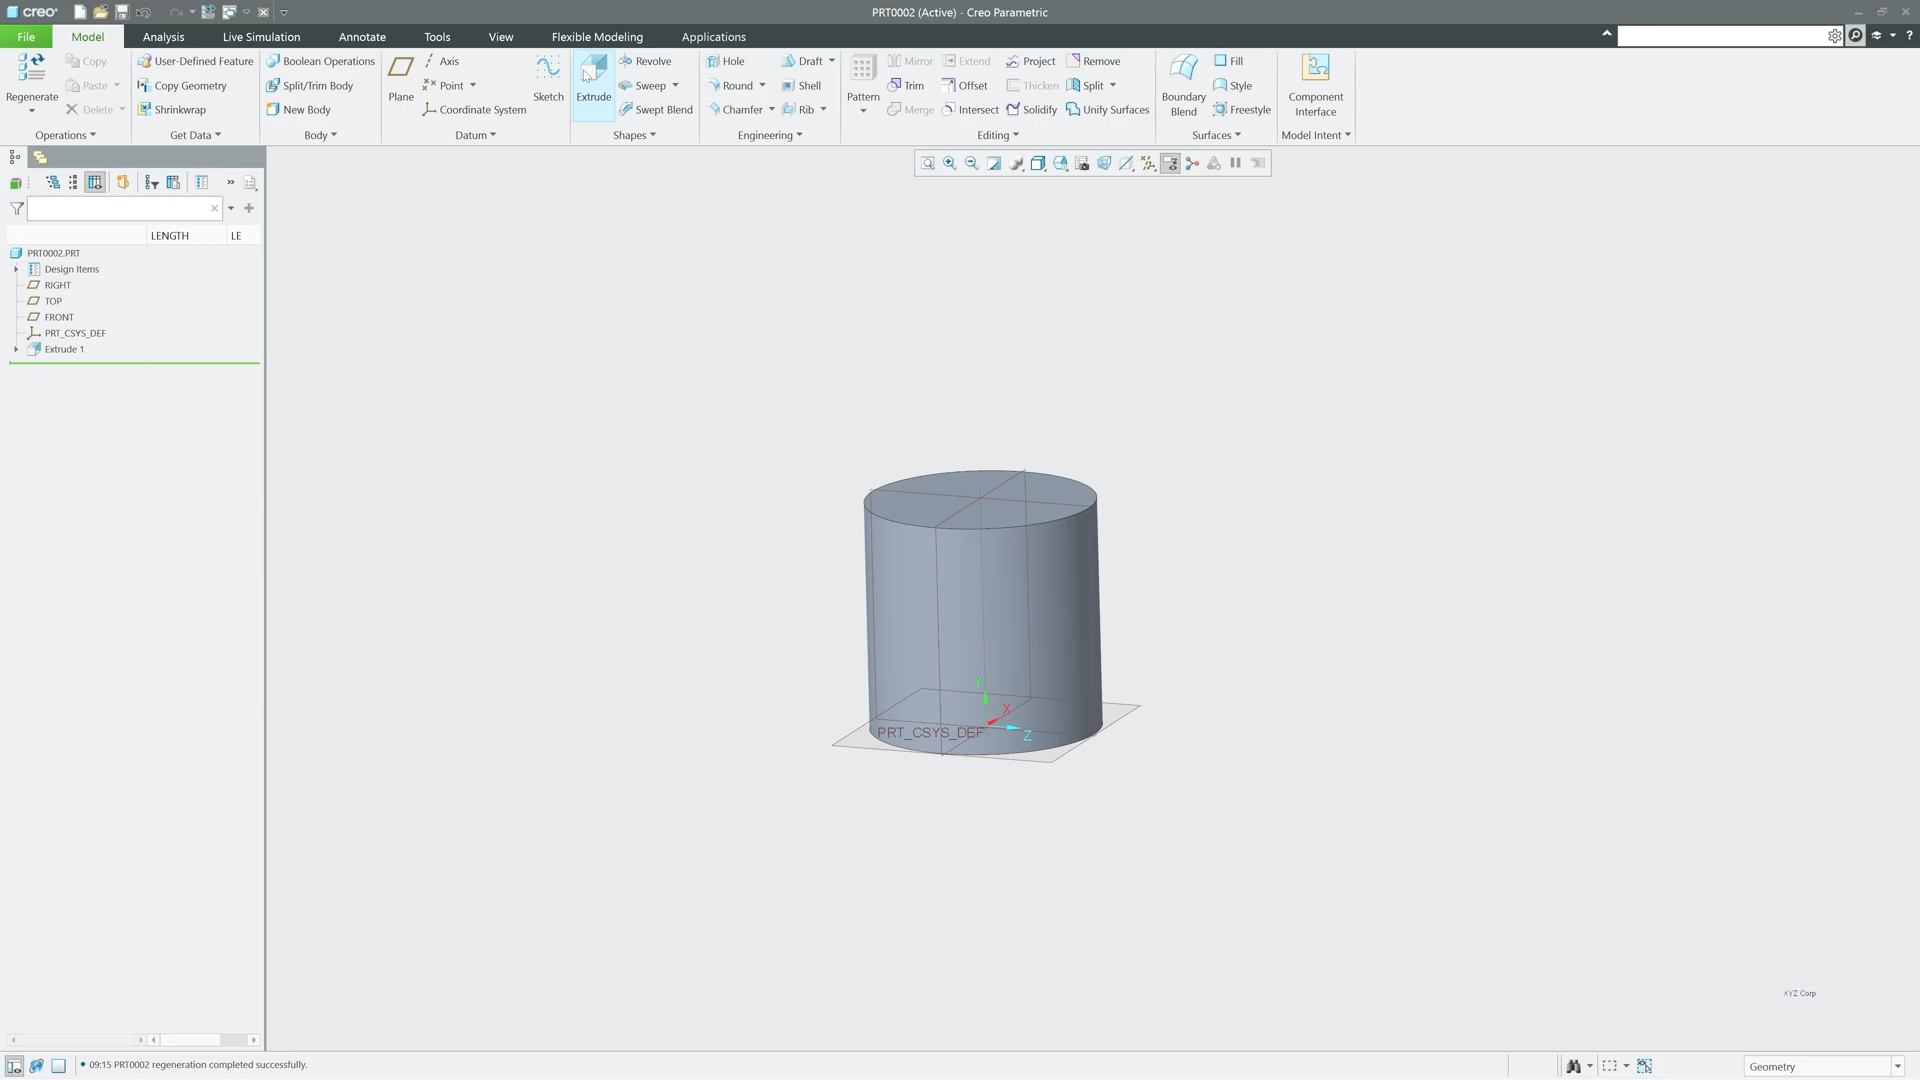 creo®
PRT0002 (Active) - Creo Parametric
File
Model
Analysis
Live Simulation
Annotate
Tools
View
Flexible Modeling
Applications
?
Regenerate
Copy
Paste
Delete
Operations
User-Defined Feature
Copy Geometry
Shrinkwrap
Get Data
Boolean Operations
Split/Trim Body
New Body
Body
Plane
Axis
Point
Coordinate System
Sketch
Datum
Extrude
Revolve
Sweep
Swept Blend
Shapes
Hole
Round
Chamfer
Draft
Shell
Rib
Engineering
Pattern
Mirror
Trim
Merge
Extend
Offset
Intersect
Project
Thicken
Solidify
Remove
Split
Unify Surfaces
Editing
Boundary
Blend
Fill
Style
Freestyle
Surfaces
Component
Interface
Model Intent
LENGTH
LE
PRT0002.PRT
Design Items
RIGHT
TOP
FRONT
PRT_CSYS_DEF
Extrude 1
Y
X
Z
PRT_CSYS_DEF
XYZ Corp
• 09:15 PRT0002 regeneration completed successfully.
Geometry